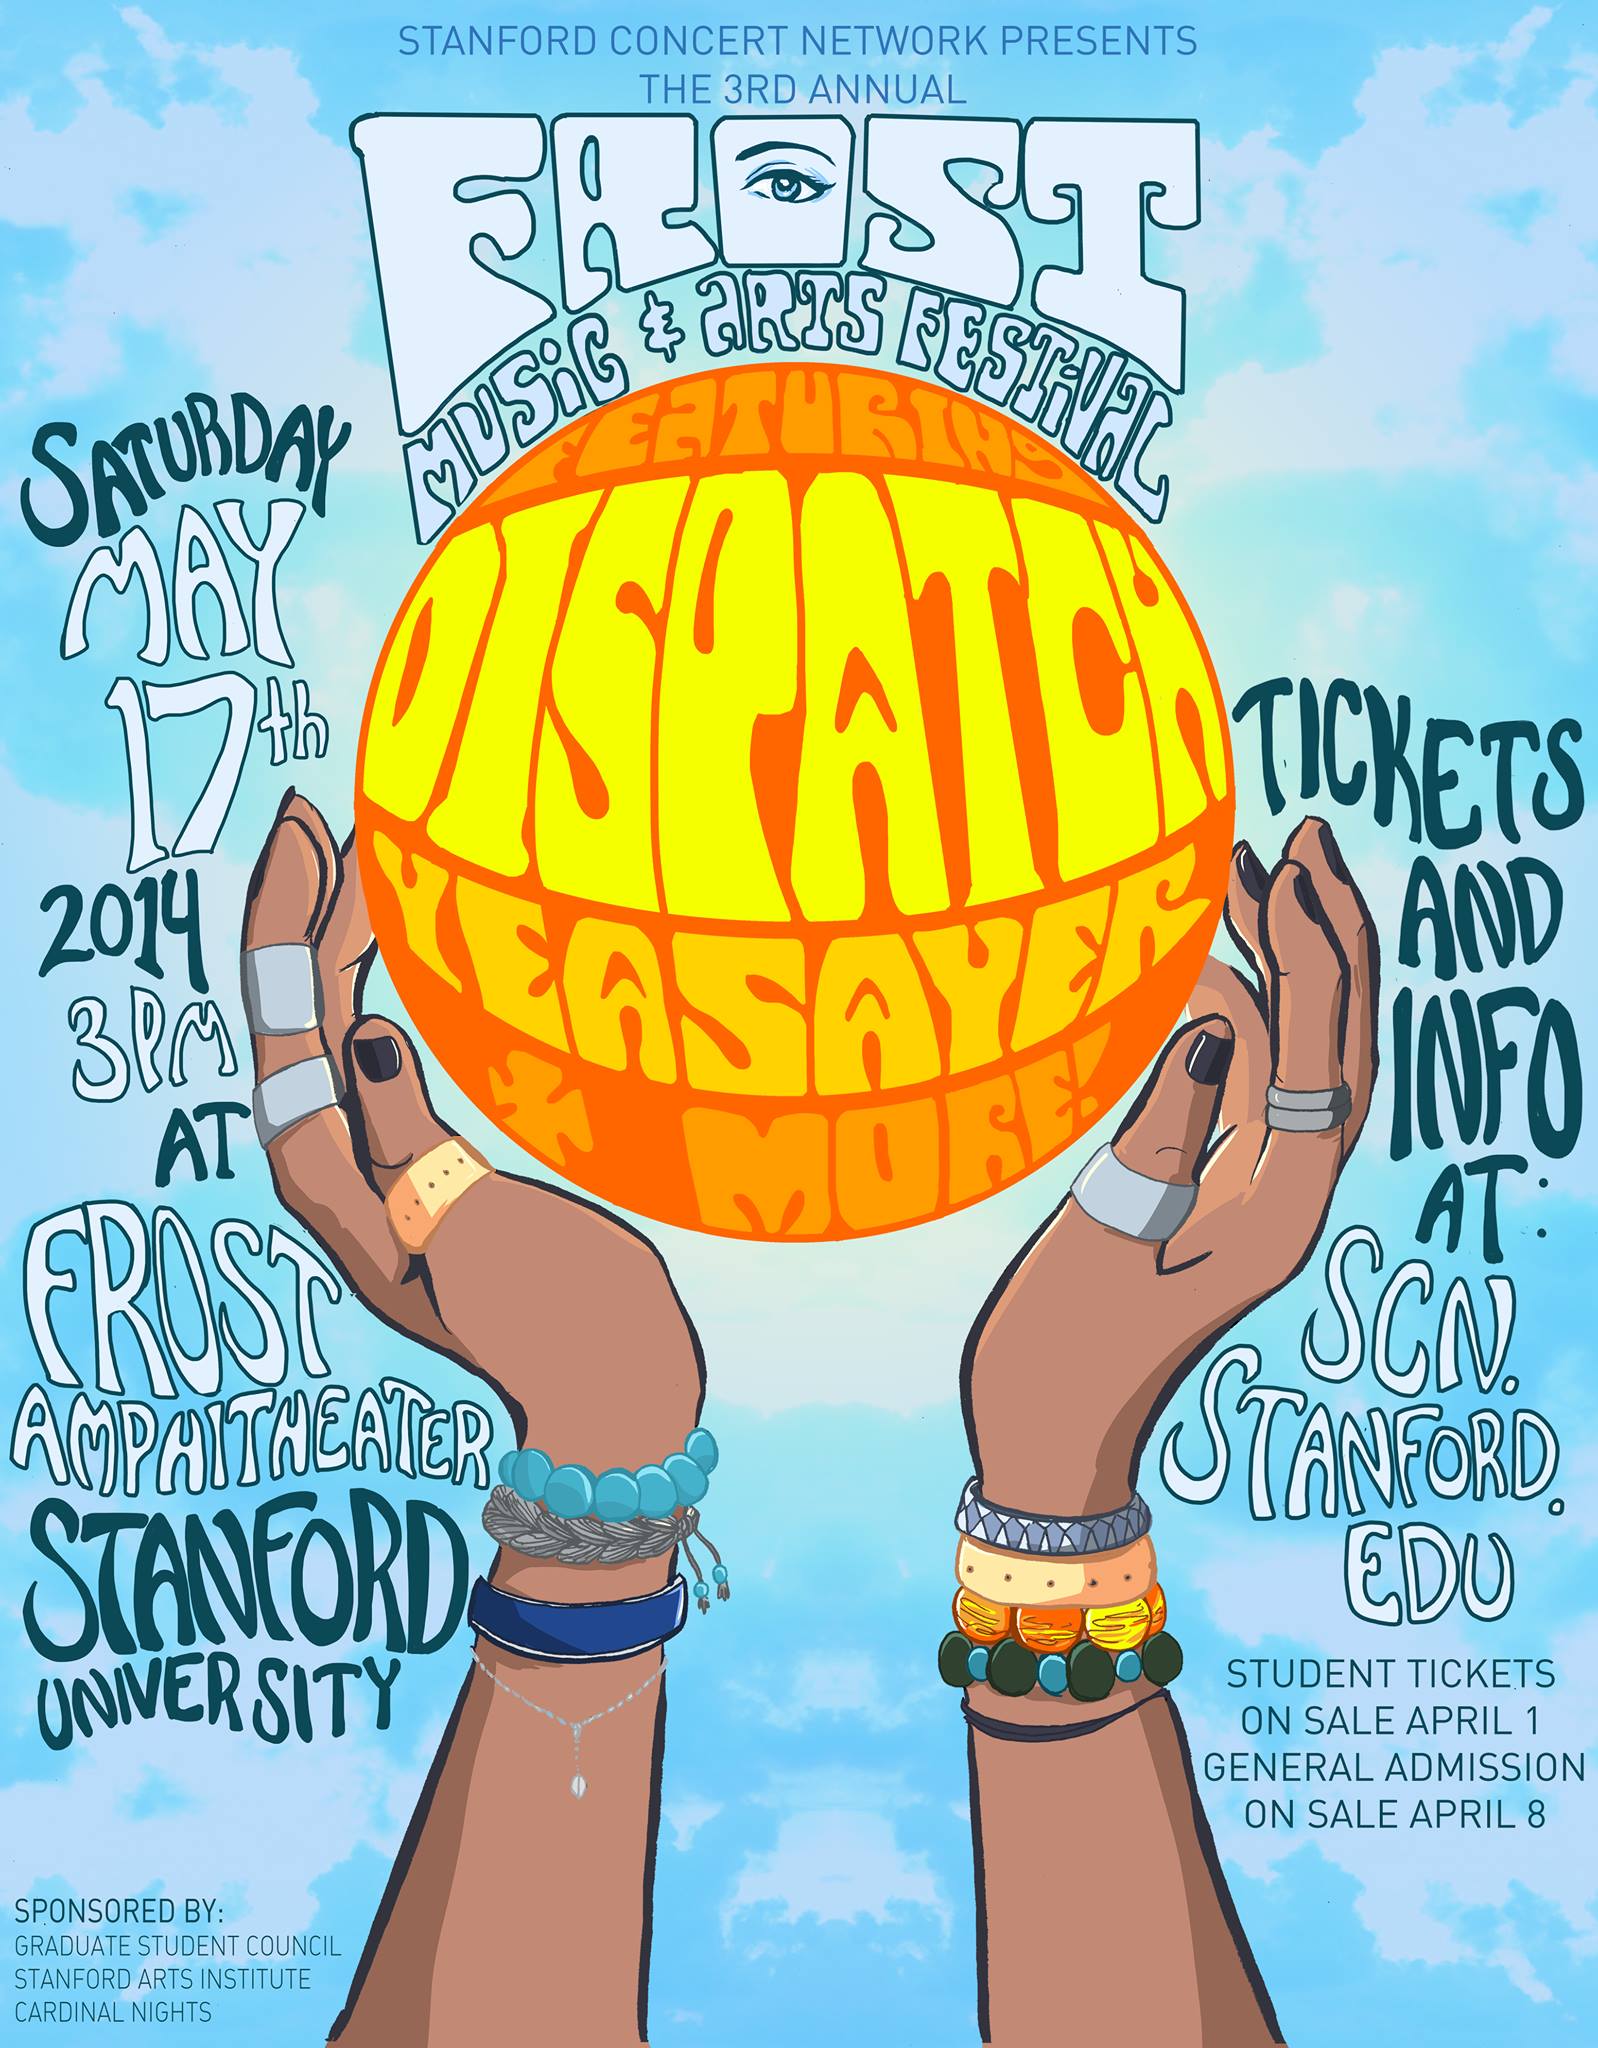 STANFORD CONCERT NETWORK PRESENTS
THE 3RD ANNUAL
FROST
MUSIC & ARTS FESTIVAL
FEATURING
DISPATCH
YEASAYER
& MORE!
SATURDAY
MAY
17th
2014
3PM
AT
FROST
AMPHITHEATER
STANFORD
UNIVERSITY
TICKETS
AND
INFO
AT:
SCN.
STANFORD.
EDU
STUDENT TICKETS
ON SALE APRIL 1
GENERAL ADMISSION
ON SALE APRIL 8
SPONSORED BY:
GRADUATE STUDENT COUNCIL
STANFORD ARTS INSTITUTE
CARDINAL NIGHTS